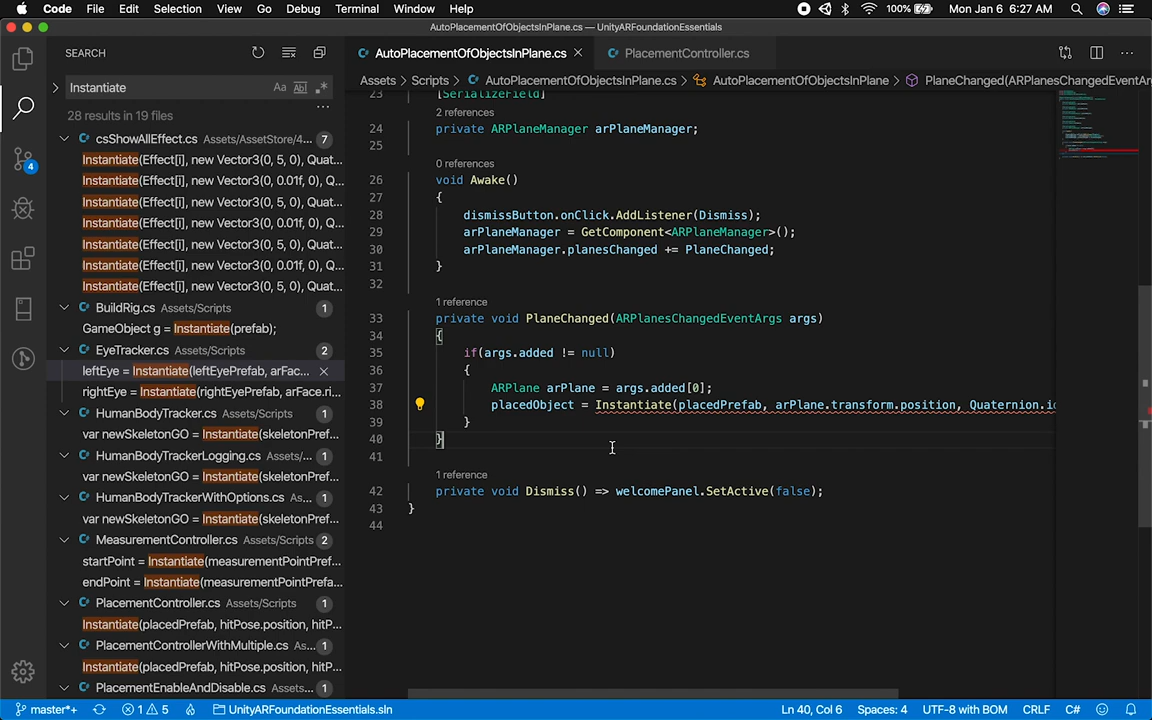 Code File Edit Selection View Go Debug Terminal Window Help 100% Mon Jan 6 6:27 AM
AutoPlacementOfObjectsInPlane.cs — UnityARFoundationEssentials
SEARCH
AutoPlacementOfObjectsInPlane.cs PlacementController.cs
Instantiate
Assets > Scripts > AutoPlacementOfObjectsInPlane.cs > AutoPlacementOfObjectsInPlane > PlaneChanged(ARPlanesChangedEventAr
28 results in 19 files
csShowAllEffect.cs Assets/AssetStore/4... 7
Instantiate(Effect[i], new Vector3(0, 5, 0), Quat...
Instantiate(Effect[i], new Vector3(0, 0.01f, 0), Q...
Instantiate(Effect[i], new Vector3(0, 5, 0), Quat...
Instantiate(Effect[i], new Vector3(0, 0.01f, 0), Q...
Instantiate(Effect[i], new Vector3(0, 5, 0), Quat...
Instantiate(Effect[i], new Vector3(0, 0.01f, 0), Q...
Instantiate(Effect[i], new Vector3(0, 5, 0), Quat...
BuildRig.cs Assets/Scripts 1
GameObject g = Instantiate(prefab);
EyeTracker.cs Assets/Scripts 2
leftEye = Instantiate(leftEyePrefab, arFace...
rightEye = Instantiate(rightEyePrefab, arFace.ri...
HumanBodyTracker.cs Assets/Scripts 1
var newSkeletonGO = Instantiate(skeletonPref...
HumanBodyTrackerLogging.cs Assets/... 1
var newSkeletonGO = Instantiate(skeletonPref...
HumanBodyTrackerWithOptions.cs As... 1
var newSkeletonGO = Instantiate(skeletonPref...
MeasurementController.cs Assets/Scripts 2
startPoint = Instantiate(measurementPointPref...
endPoint = Instantiate(measurementPointPrefa...
PlacementController.cs Assets/Scripts 1
Instantiate(placedPrefab, hitPose.position, hitP...
PlacementControllerWithMultiple.cs As... 1
Instantiate(placedPrefab, hitPose.position, hitP...
PlacementEnableAndDisable.cs Assets... 1
4
23 [SerializeField]
2 references
24 private ARPlaneManager arPlaneManager;
25
0 references
26 void Awake()
27 {
28 dismissButton.onClick.AddListener(Dismiss);
29 arPlaneManager = GetComponent<ARPlaneManager>();
30 arPlaneManager.planesChanged += PlaneChanged;
31 }
32
1 reference
33 private void PlaneChanged(ARPlanesChangedEventArgs args)
34 {
35 if(args.added != null)
36 {
37 ARPlane arPlane = args.added[0];
38 placedObject = Instantiate(placedPrefab, arPlane.transform.position, Quaternion.id
39 }
40 }
41
1 reference
42 private void Dismiss() => welcomePanel.SetActive(false);
43 }
44
master*+ 1 5 UnityARFoundationEssentials.sln Ln 40, Col 6 Spaces: 4 UTF-8 with BOM CRLF C#